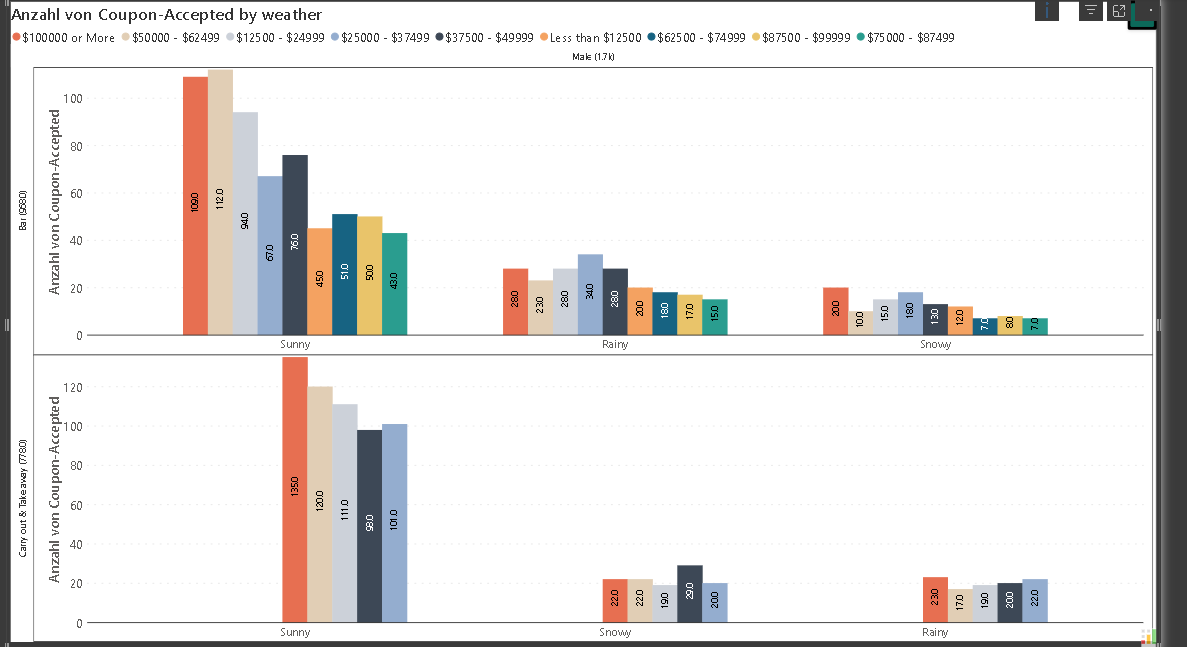 Anzahl von Coupon-Accepted by weather
$100000 or More $50000 - $62499 $12500 - $24999 $25000 - $37499 $37500 - $49999 Less than $12500 $62500 - $74999 $87500 - $99999 $75000 - $87499
Male (1.7k)
Bar (968.0)
Anzahl von Coupon-Accepted
100
80
60
40
20
0
109.0 112.0 94.0 67.0 76.0 45.0 51.0 50.0 43.0
28.0 23.0 28.0 34.0 28.0 20.0 18.0 17.0 15.0
20.0 10.0 15.0 18.0 13.0 12.0 7.0 8.0 7.0
Sunny Rainy Snowy
Carry out & Take away (778.0)
Anzahl von Coupon-Accepted
120
100
80
60
40
20
0
135.0 120.0 111.0 98.0 101.0
22.0 22.0 19.0 29.0 20.0
23.0 17.0 19.0 20.0 22.0
Sunny Snowy Rainy